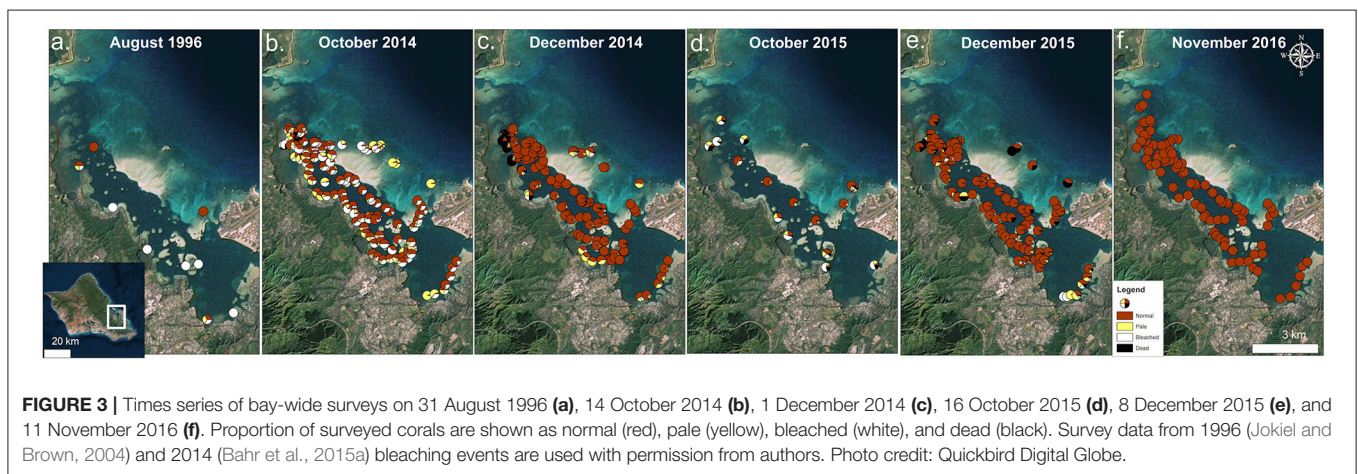 a.
August 1996
b.
October 2014
c.
December 2014
d.
October 2015
e.
December 2015
f.
November 2016
N
W E
S
20 km
Legend
Normal
Pale
Bleached
Dead
3 km
FIGURE 3 | Times series of bay-wide surveys on 31 August 1996 (a), 14 October 2014 (b), 1 December 2014 (c), 16 October 2015 (d), 8 December 2015 (e), and
11 November 2016 (f). Proportion of surveyed corals are shown as normal (red), pale (yellow), bleached (white), and dead (black). Survey data from 1996 (Jokiel and
Brown, 2004) and 2014 (Bahr et al., 2015a) bleaching events are used with permission from authors. Photo credit: Quickbird Digital Globe.